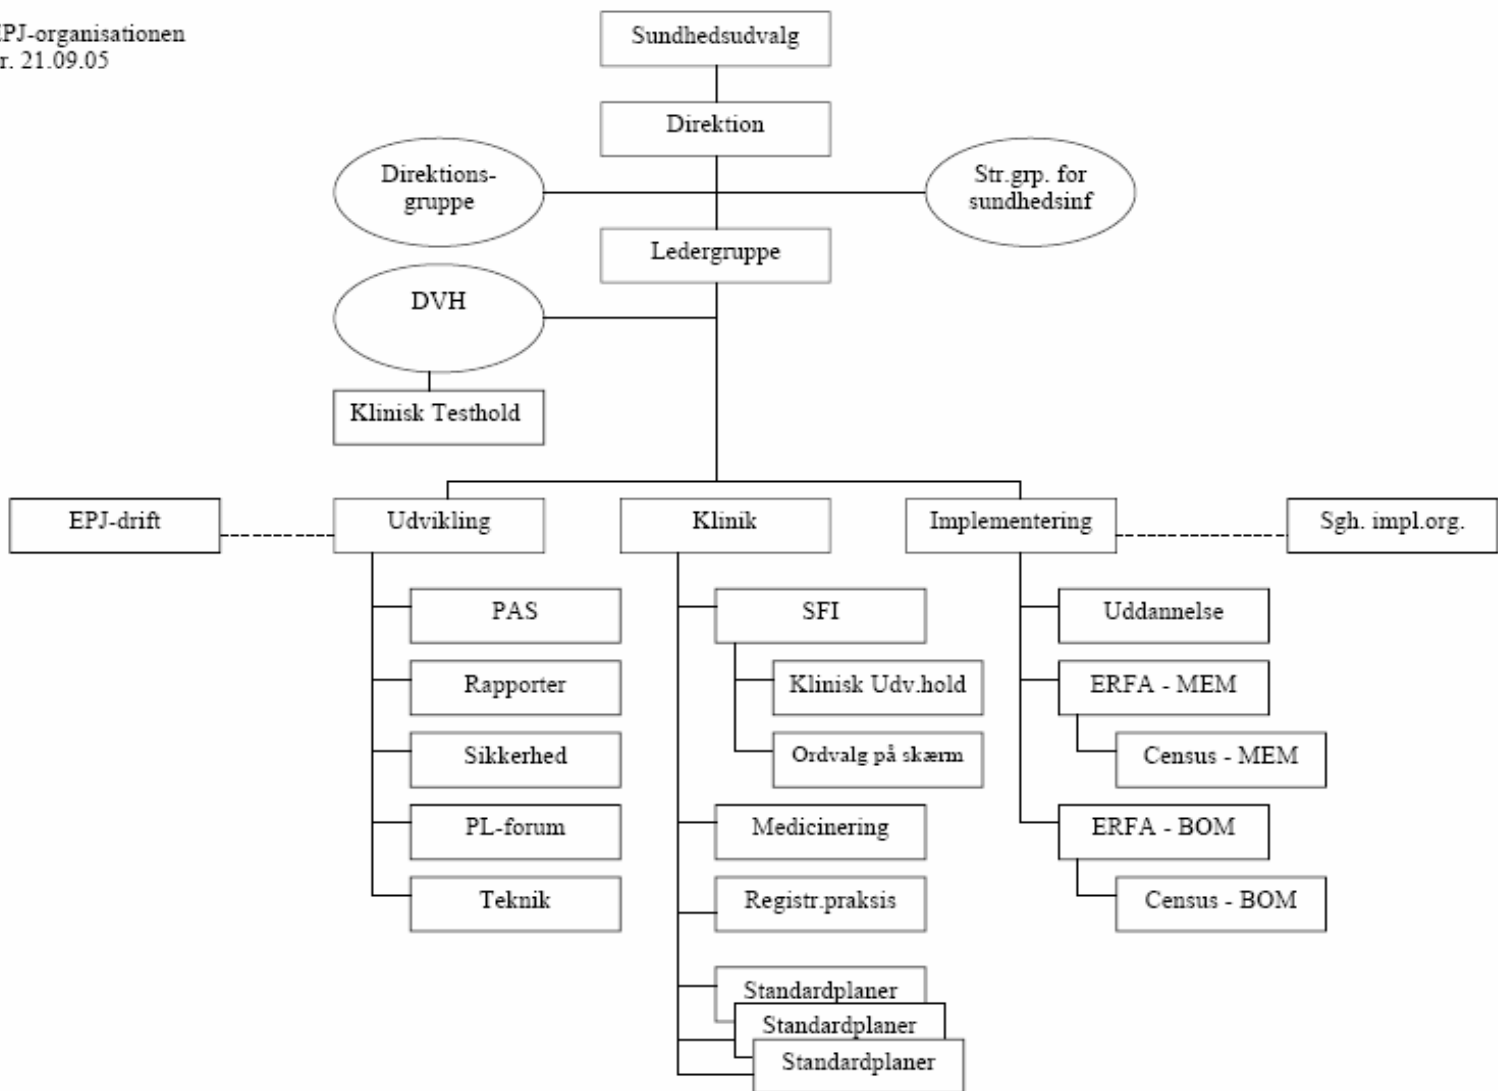 EPJ-organisationen
r. 21.09.05
Sundhedsudvalg
Direktion
Direktions-
gruppe
Str.grp. for
sundhedsinf
Ledergruppe
DVH
Klinisk Testhold
EPJ-drift
Udvikling
Klinik
Implementering
Sgh. impl.org.
PAS
Rapporter
Sikkerhed
PL-forum
Teknik
SFI
Klinisk Udv.hold
Ordvalg på skærm
Medicinering
Registr.praksis
Standardplaner
Standardplaner
Standardplaner
Uddannelse
ERFA - MEM
Census - MEM
ERFA - BOM
Census - BOM